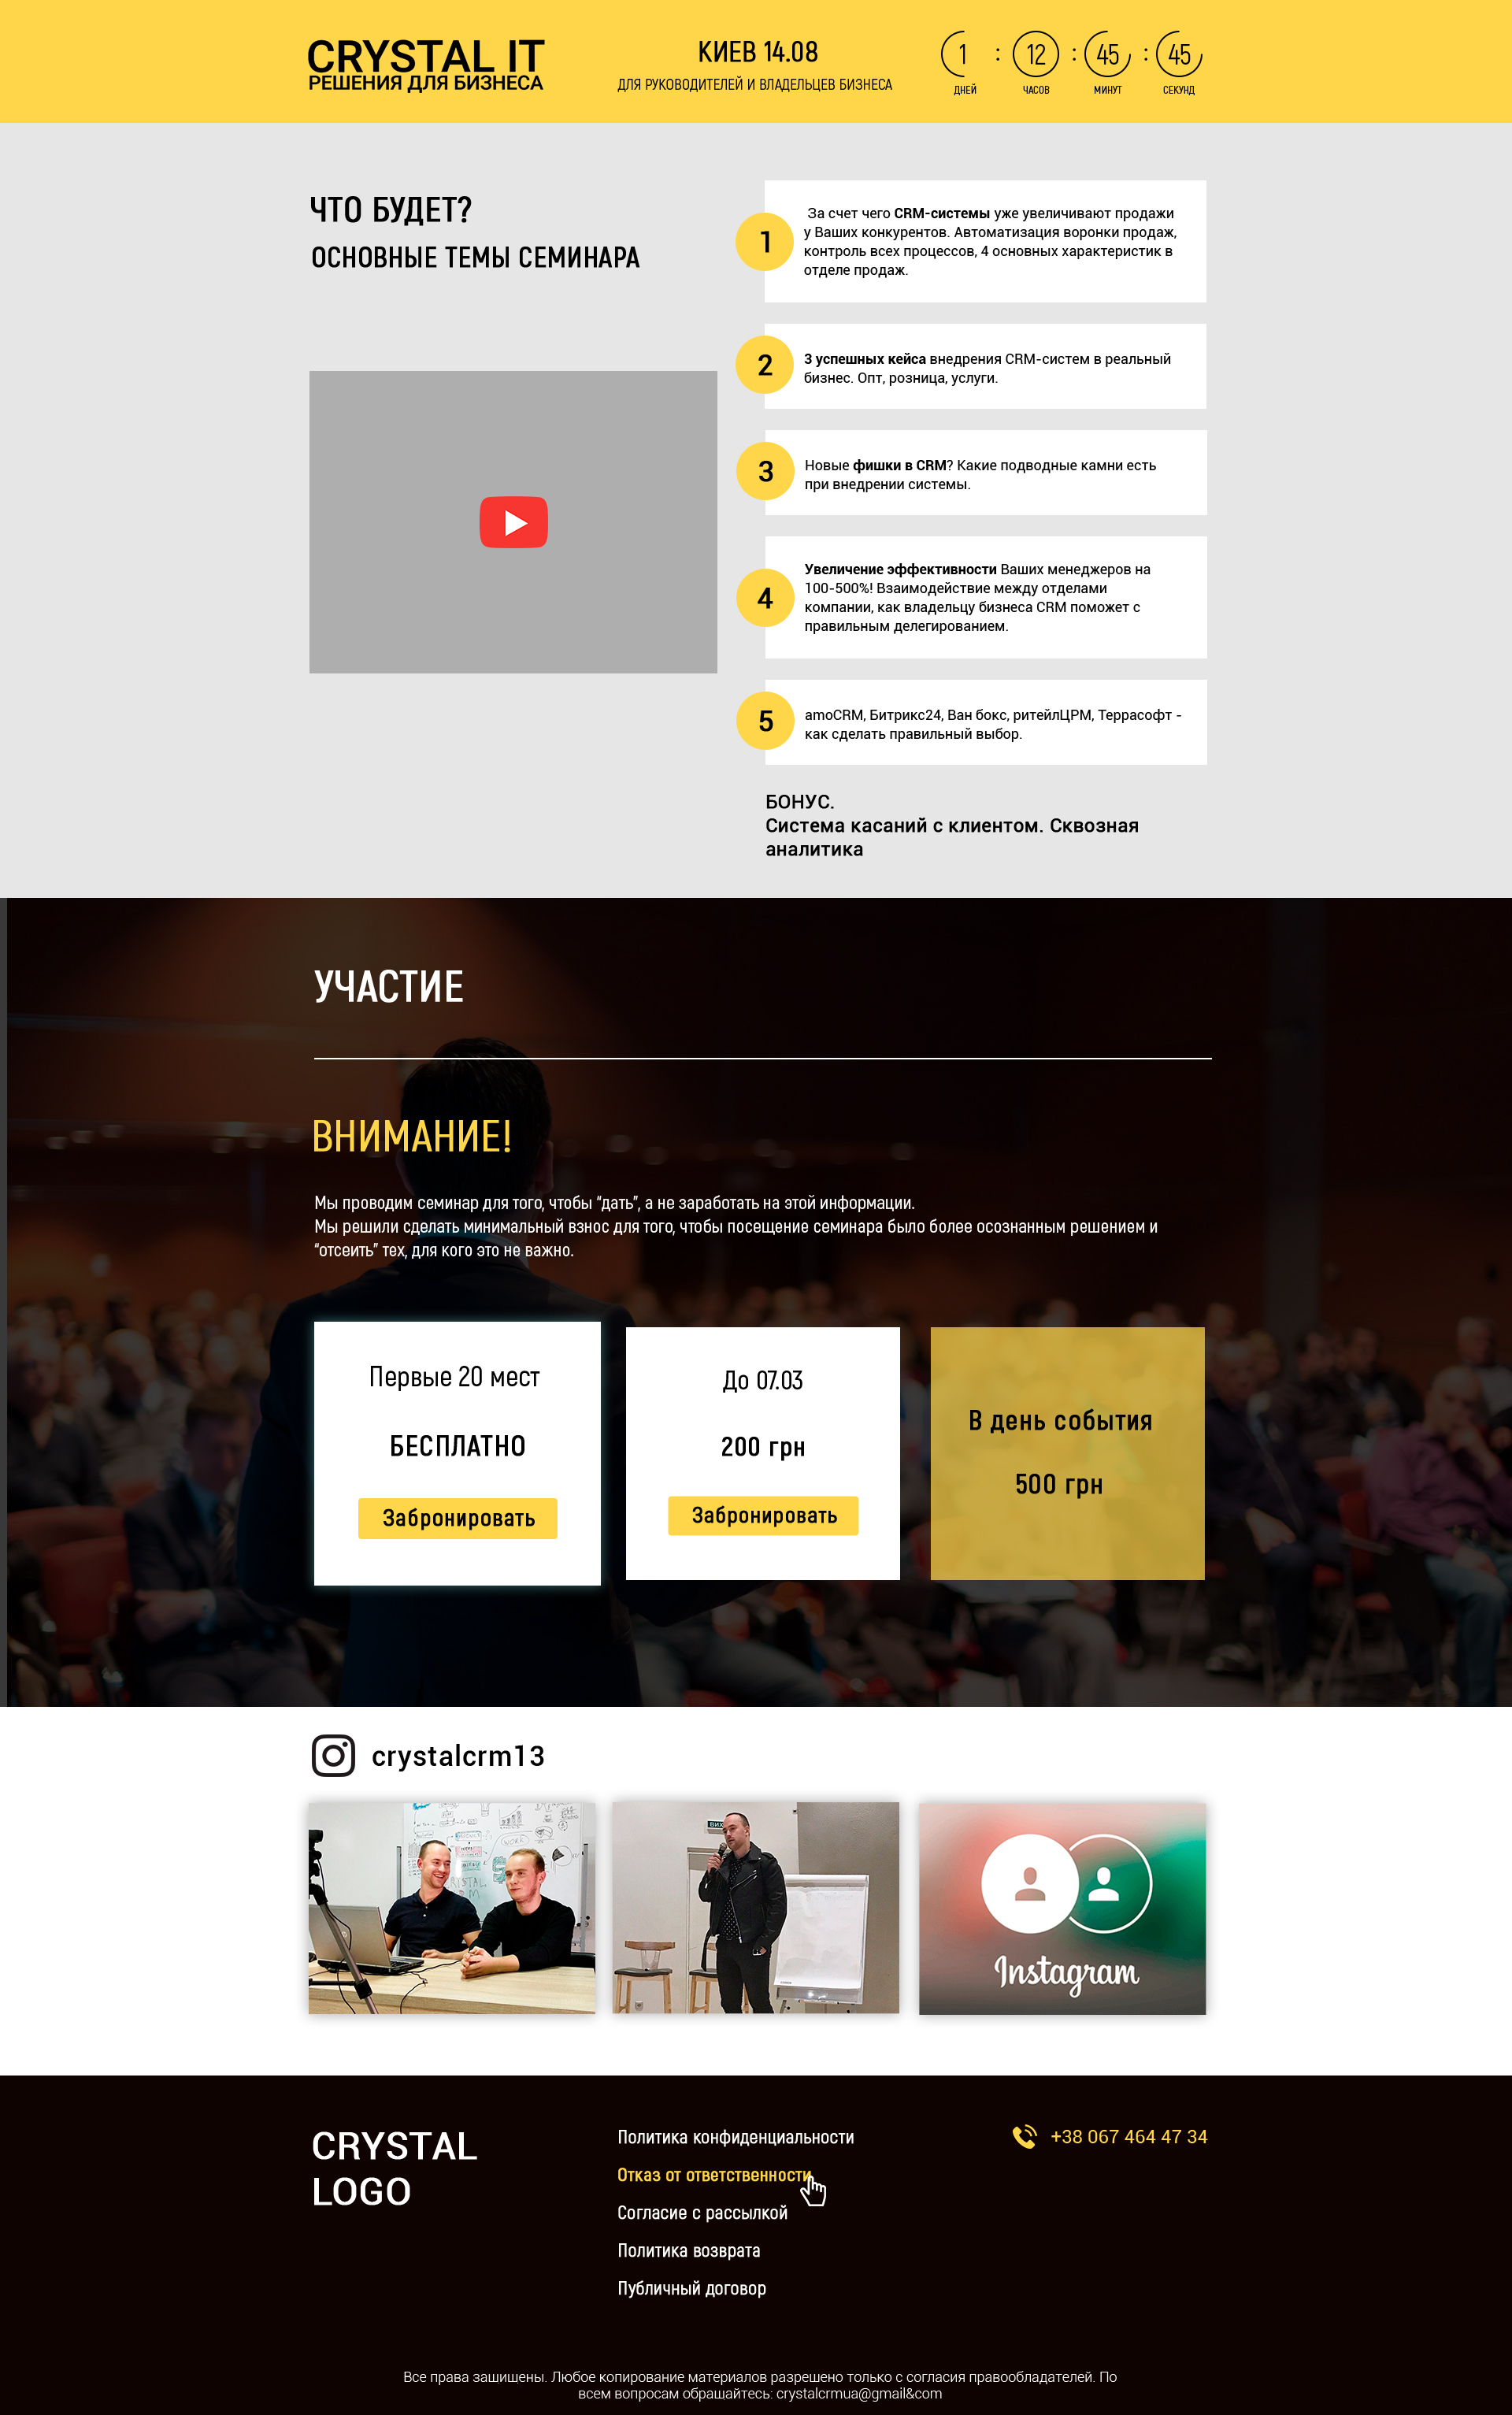 CRYSTAL IT
РЕШЕНИЯ ДЛЯ БИЗНЕСА
КИЕВ 14.08
ДЛЯ РУКОВОДИТЕЛЕЙ И ВЛАДЕЛЬЦЕВ БИЗНЕСА
1 : 12 : 45 : 45
ДНЕЙ ЧАСОВ МИНУТ СЕКУНД
ЧТО БУДЕТ?
ОСНОВНЫЕ ТЕМЫ СЕМИНАРА
1
За счет чего CRM-системы уже увеличивают продажи
у Ваших конкурентов. Автоматизация воронки продаж,
контроль всех процессов, 4 основных характеристик в
отделе продаж.
2
3 успешных кейса внедрения CRM-систем в реальный
бизнес. Опт, розница, услуги.
3
Новые фишки в CRM? Какие подводные камни есть
при внедрении системы.
4
Увеличение эффективности Ваших менеджеров на
100-500%! Взаимодействие между отделами
компании, как владельцу бизнеса CRM поможет с
правильным делегированием.
5
amoCRM, Битрикс24, Ван бокс, ритейлЦРМ, Террасофт -
как сделать правильный выбор.
БОНУС.
Система касаний с клиентом. Сквозная
аналитика
УЧАСТИЕ
ВНИМАНИЕ!
Мы проводим семинар для того, чтобы “дать”, а не заработать на этой информации.
Мы решили сделать минимальный взнос для того, чтобы посещение семинара было более осознанным решением и
“отсеить” тех, для кого это не важно.
Первые 20 мест
БЕСПЛАТНО
Забронировать
До 07.03
200 грн
Забронировать
В день события
500 грн
crystalcrm13
WORK
ВИХ
Instagram
CRYSTAL
LOGO
Политика конфиденциальности
Отказ от ответственности
Согласие с рассылкой
Политика возврата
Публичный договор
+38 067 464 47 34
Все права зашишены. Любое копирование материалов разрешено только с согласия правообладателей. По
всем вопросам обрашайтесь: crystalcrmua@gmail&com